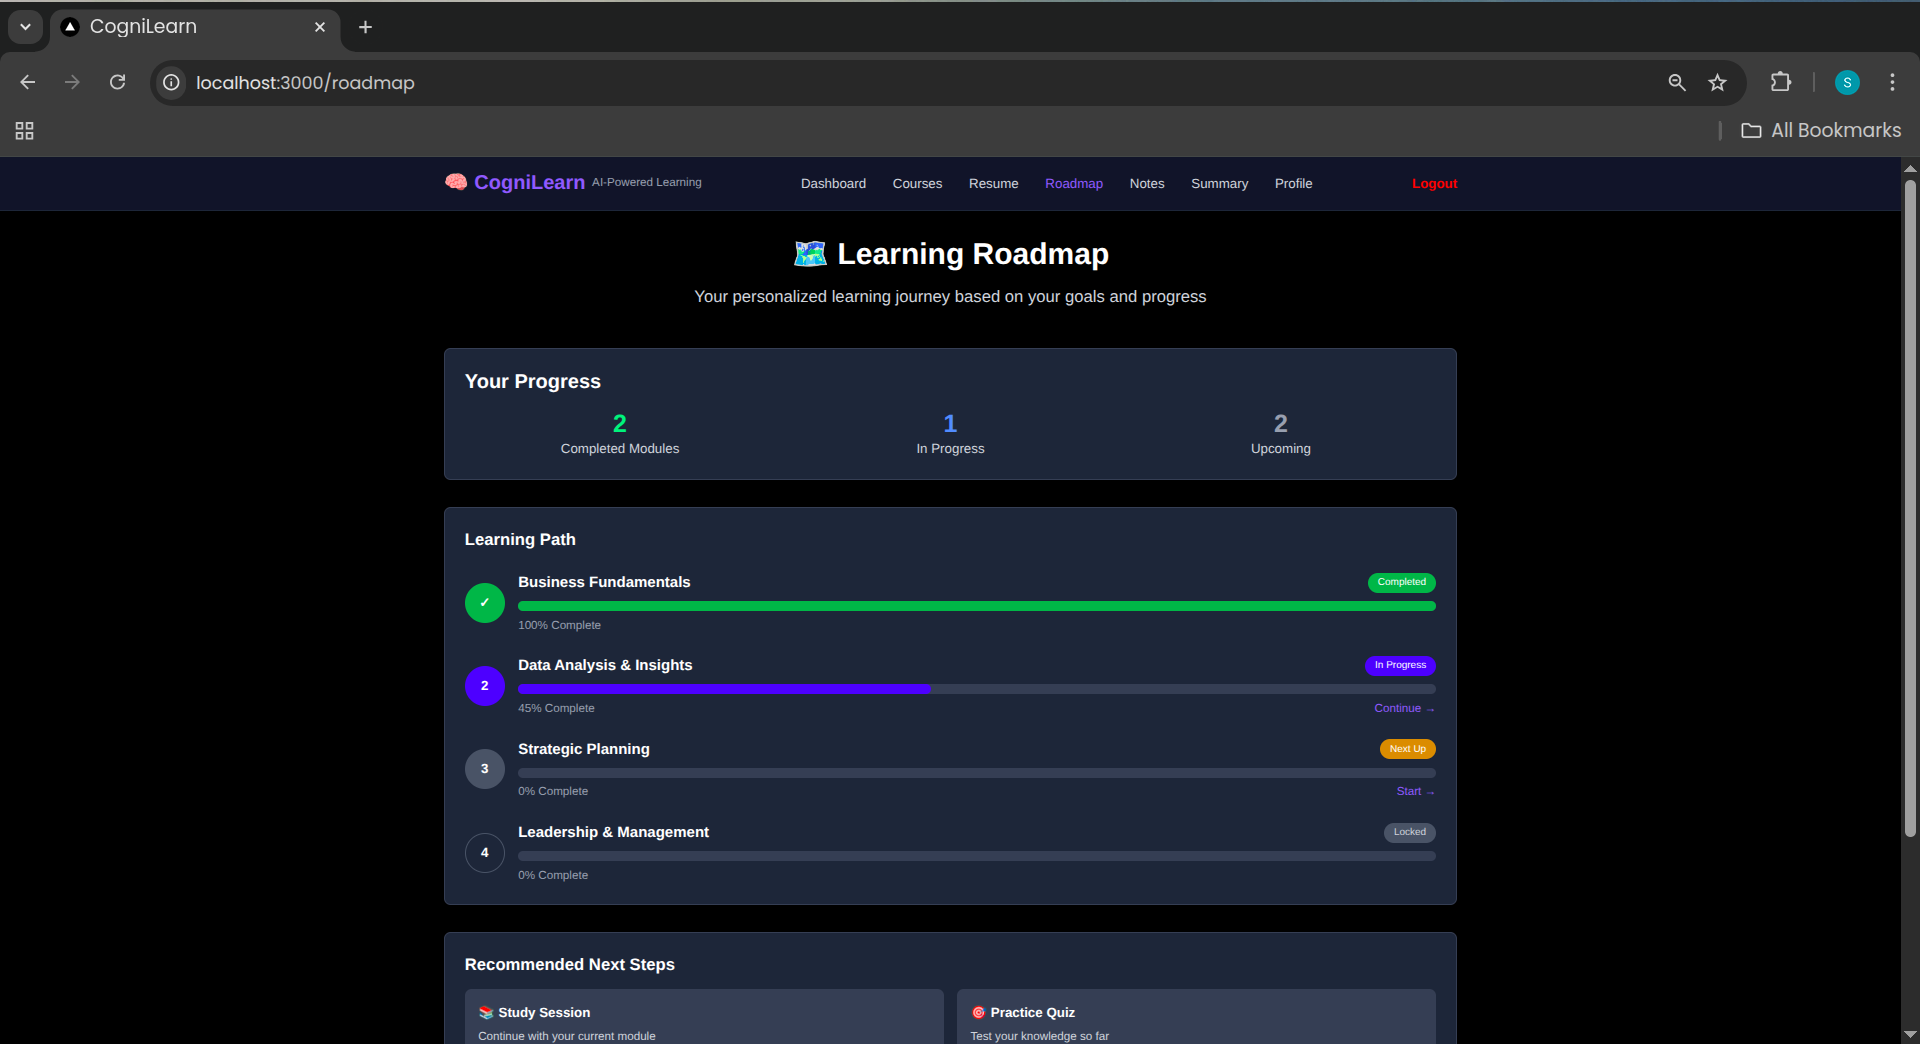 CogniLearn
localhost:3000/roadmap
S
All Bookmarks
🧠 CogniLearn AI-Powered Learning Dashboard Courses Resume Roadmap Notes Summary Profile Logout
🗺️ Learning Roadmap
Your personalized learning journey based on your goals and progress
Your Progress
2 1 2
Completed Modules In Progress Upcoming
Learning Path
Business Fundamentals Completed
✓
100% Complete
Data Analysis & Insights In Progress
2
45% Complete Continue →
Strategic Planning Next Up
3
0% Complete Start →
Leadership & Management Locked
4
0% Complete
Recommended Next Steps
📚 Study Session
Continue with your current module
🎯 Practice Quiz
Test your knowledge so far